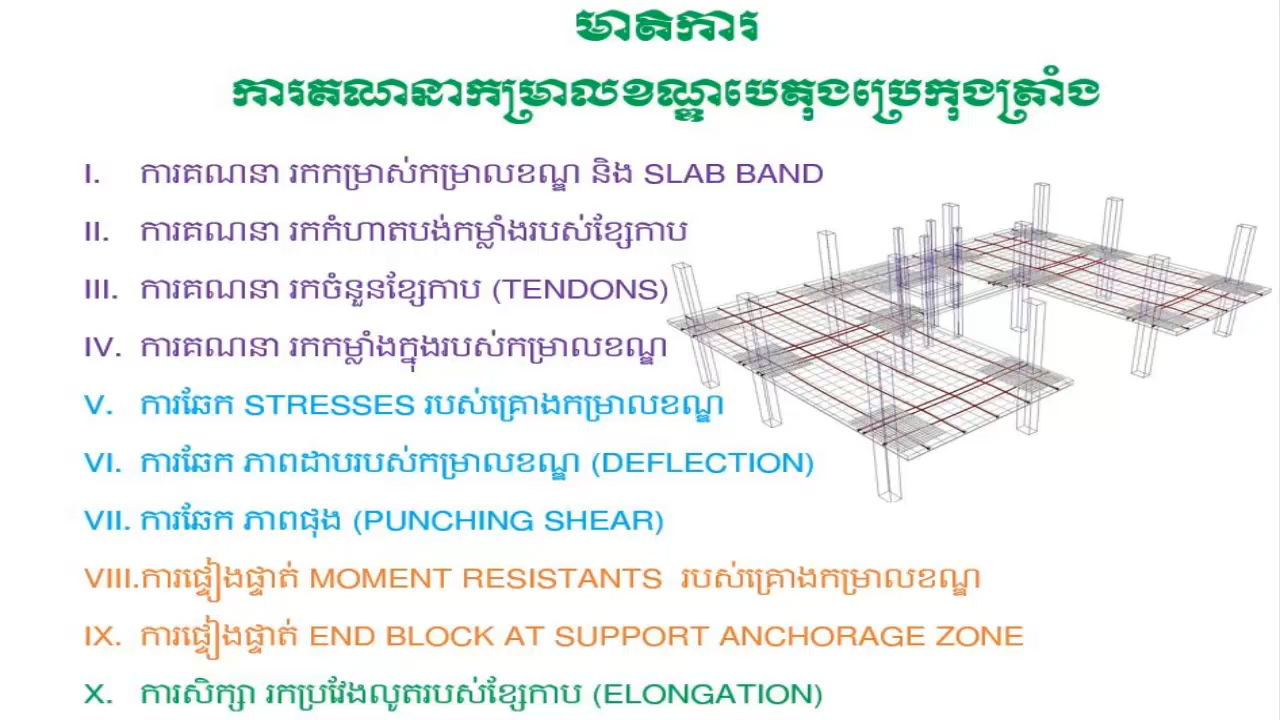 មាតិការ
ការគណនាកម្រាលខណ្ឌបេតុងប្រេកុងត្រាំង
I. ការគណនា រកកម្រាស់កម្រាលខណ្ឌ និង SLAB BAND
II. ការគណនា រកកំហាតបង់កម្លាំងរបស់ខ្សែកាប
III. ការគណនា រកចំនួនខ្សែកាប (TENDONS)
IV. ការគណនា រកកម្លាំងក្នុងរបស់កម្រាលខណ្ឌ
V. ការឆែក STRESSES របស់គ្រោងកម្រាលខណ្ឌ
VI. ការឆែក ភាពដាបរបស់កម្រាលខណ្ឌ (DEFLECTION)
VII. ការឆែក ភាពផុង (PUNCHING SHEAR)
VIII.ការផ្ទៀងផ្ទាត់ MOMENT RESISTANTS របស់គ្រោងកម្រាលខណ្ឌ
IX. ការផ្ទៀងផ្ទាត់ END BLOCK AT SUPPORT ANCHORAGE ZONE
X. ការសិក្សា រកប្រវែងលូតរបស់ខ្សែកាប (ELONGATION)